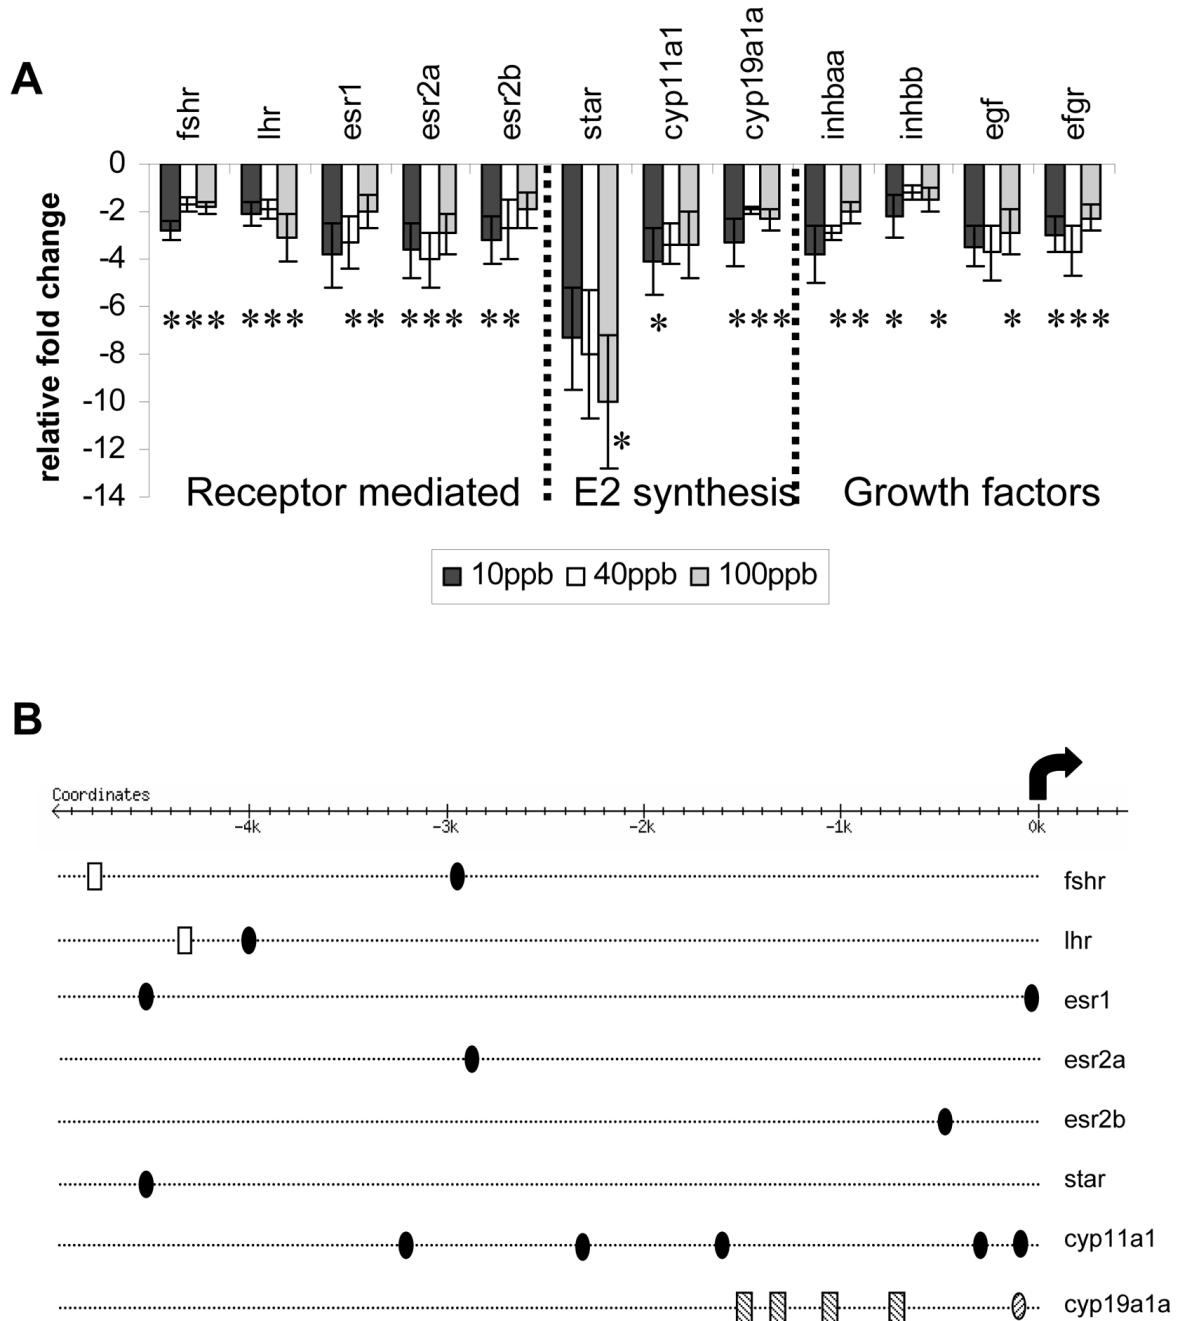 A
fshr lhr esr1 esr2a esr2b star cyp11a1 cyp19a1a inhbaa inhbb egf efgr
relative fold change
0
-2
-4
-6
-8
-10
-12
-14
*** *** ** *** ** * *** ** * * * ***
*
Receptor mediated E2 synthesis Growth factors
10ppb 40ppb 100ppb
B
Coordinates
-4k -3k -2k -1k 0k
fshr
lhr
esr1
esr2a
esr2b
star
cyp11a1
cyp19a1a